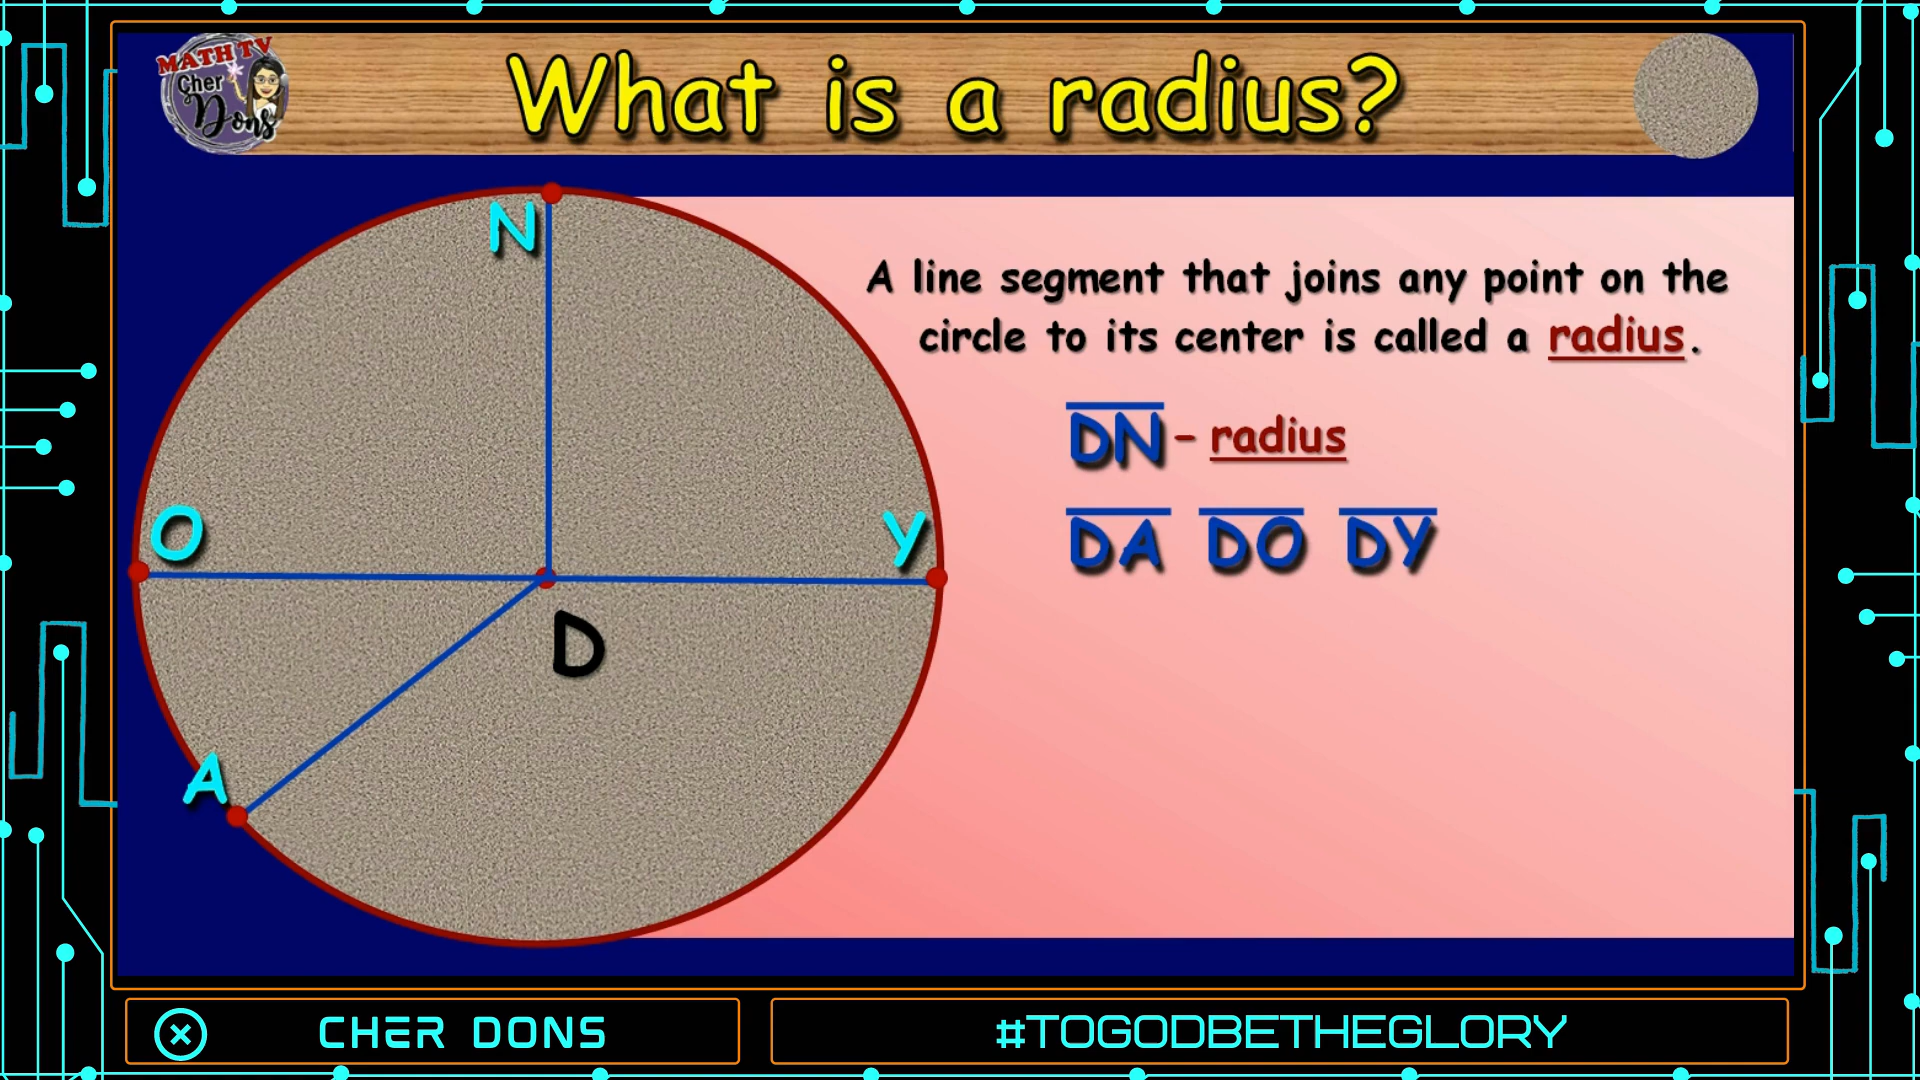 MATH TV
Cher
Dons
What is a radius?
N
A line segment that joins any point on the
circle to its center is called a radius.
DN - radius
O
Y
DA DO DY
D
A
CHER DONS
#TOGODBETHEGLORY